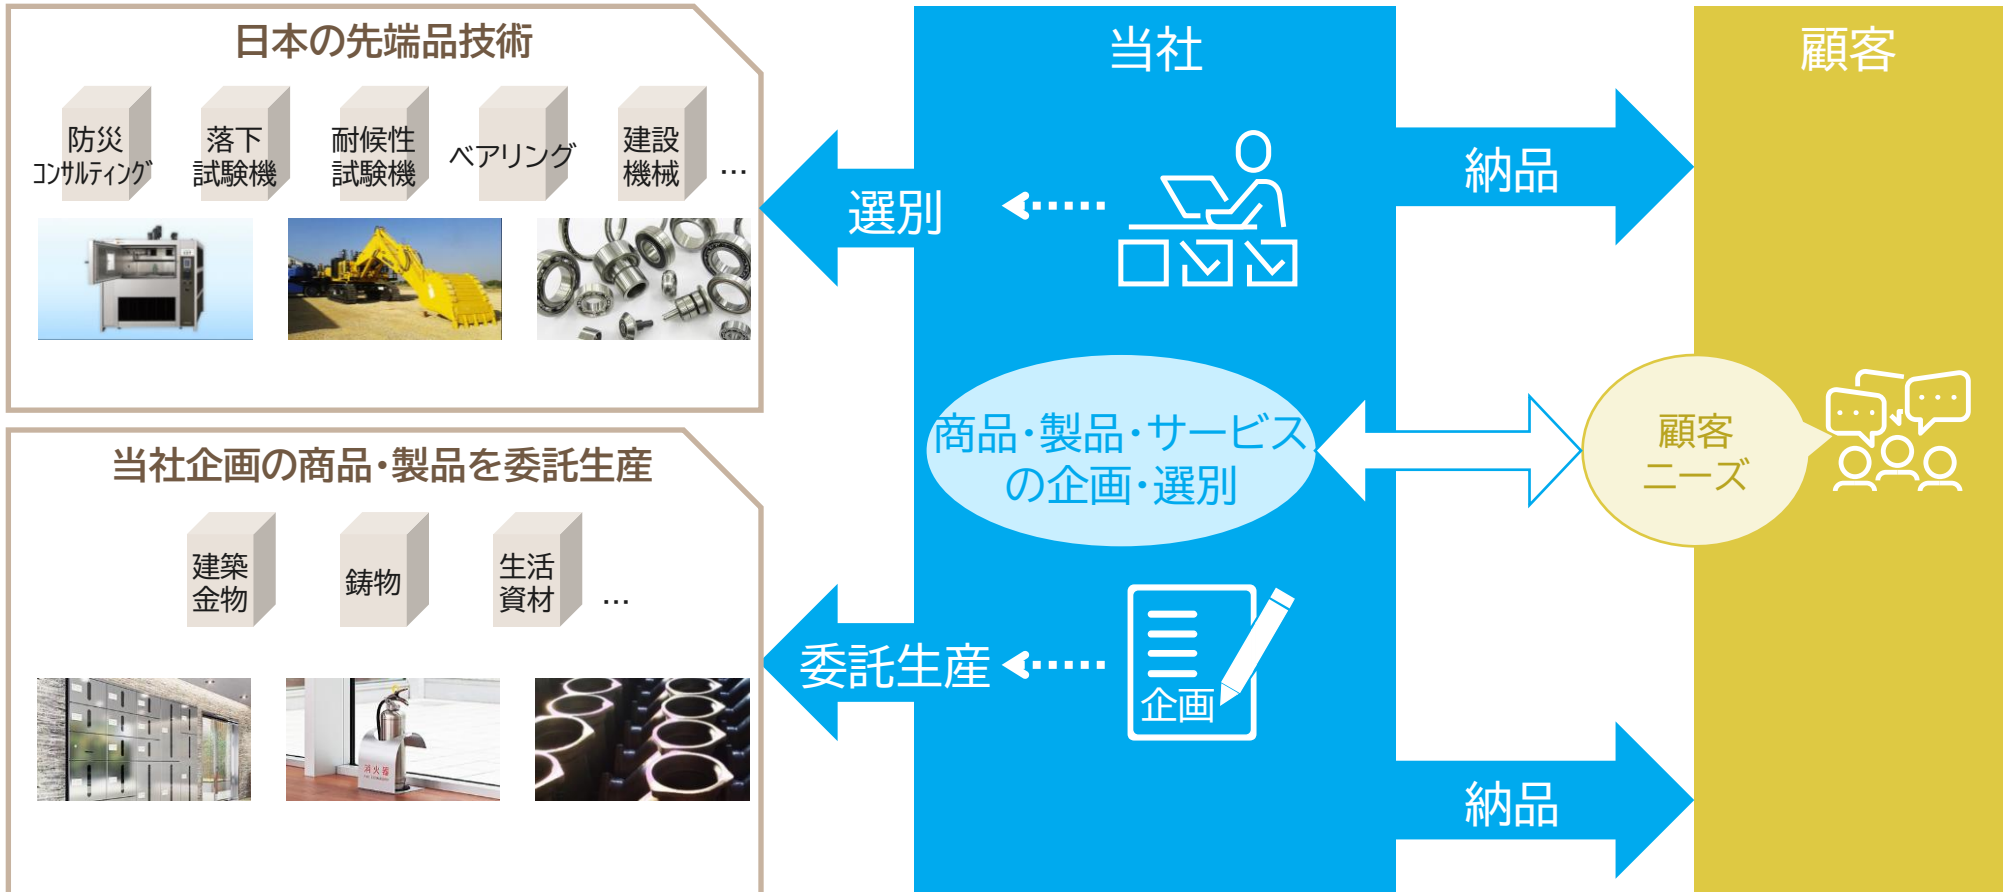 日本の先端品技術
防災
コンサルティング
落下
試験機
耐候性
試験機
ベアリング
建設
機械
…
当社企画の商品・製品を委託生産
建築
金物
鋳物
生活
資材
…
消火器
当社
選別
商品・製品・サービス
の企画・選別
委託生産
企画
納品
納品
顧客
顧客
ニーズ